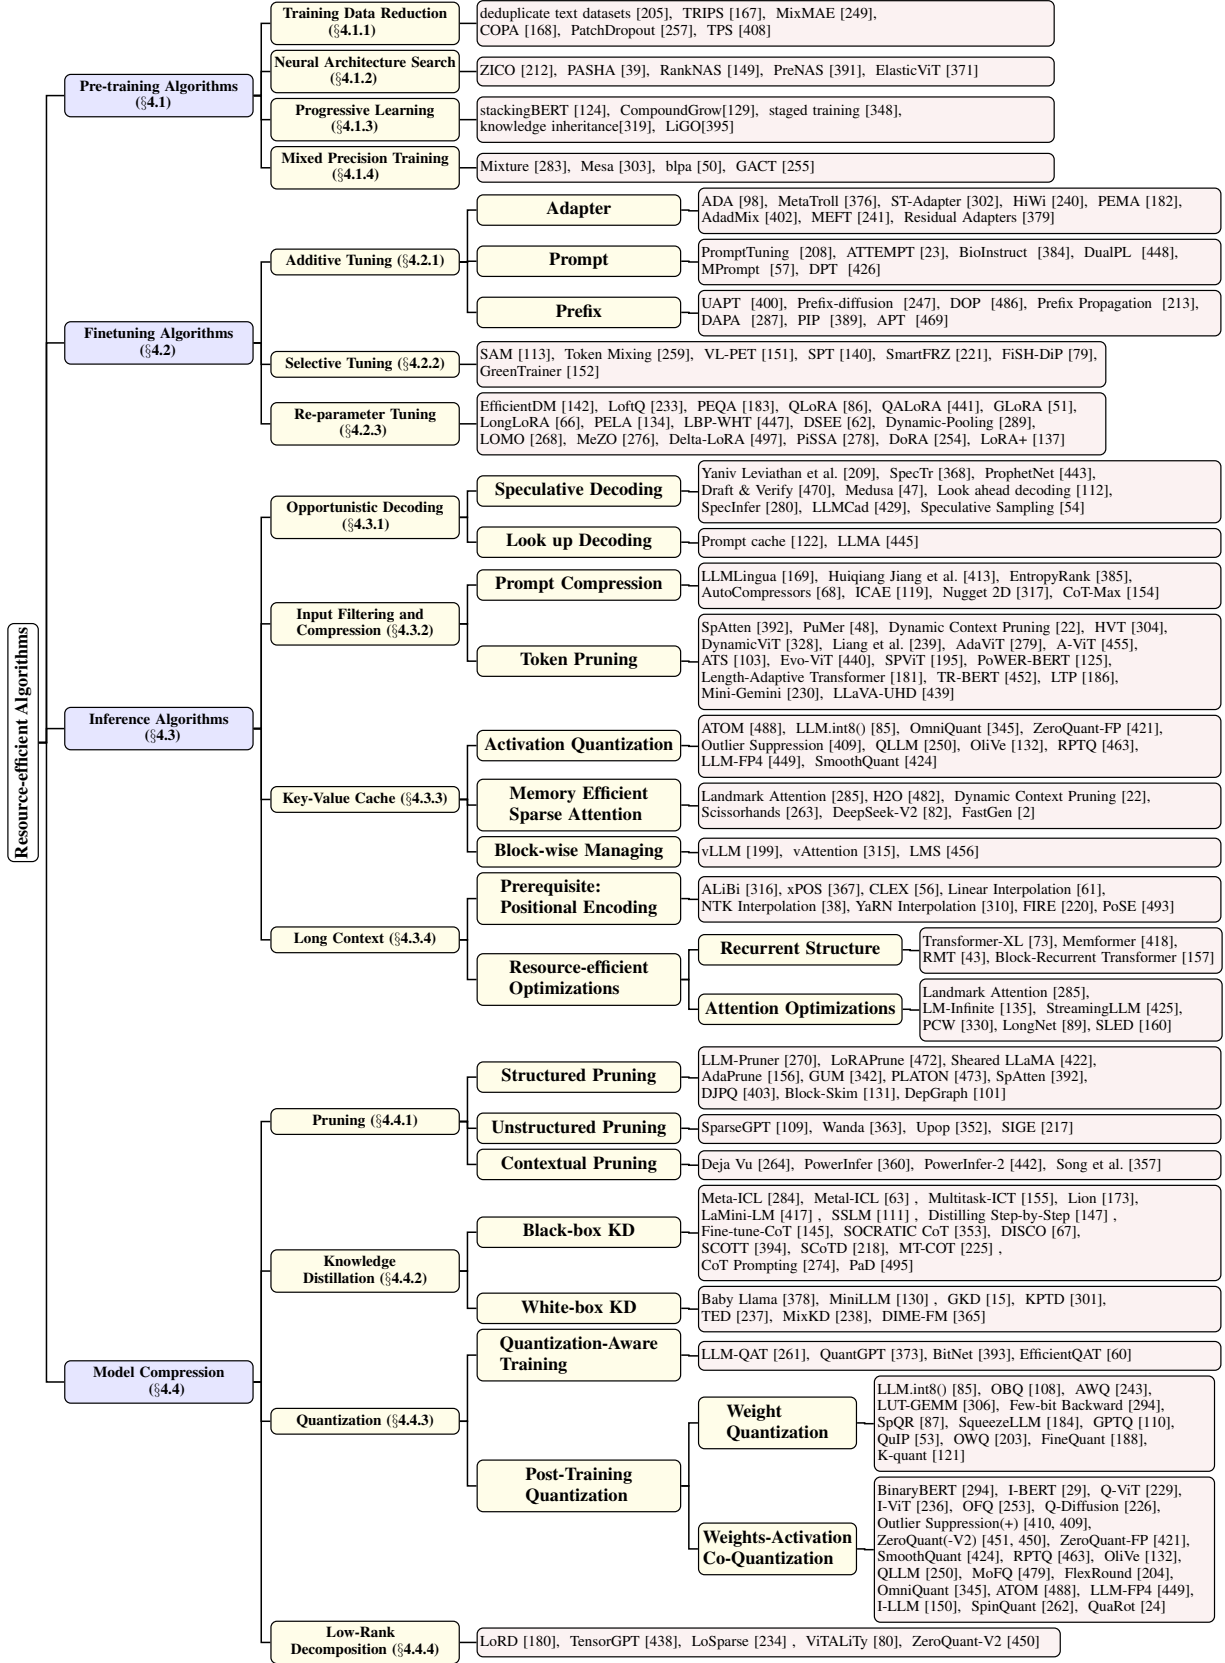 Resource-efficient Algorithms
Pre-training Algorithms
(§4.1)
Training Data Reduction
(§4.1.1)
deduplicate text datasets [205], TRIPS [167], MixMAE [249],
COPA [168], PatchDropout [257], TPS [408]
Neural Architecture Search
(§4.1.2)
ZICO [212], PASHA [39], RankNAS [149], PreNAS [391], ElasticViT [371]
Progressive Learning
(§4.1.3)
stackingBERT [124], CompoundGrow[129], staged training [348],
knowledge inheritance[319], LiGO[395]
Mixed Precision Training
(§4.1.4)
Mixture [283], Mesa [303], blpa [50], GACT [255]
Finetuning Algorithms
(§4.2)
Additive Tuning (§4.2.1)
Adapter
ADA [98], MetaTroll [376], ST-Adapter [302], HiWi [240], PEMA [182],
AdadMix [402], MEFT [241], Residual Adapters [379]
Prompt
PromptTuning [208], ATTEMPT [23], BioInstruct [384], DualPL [448],
MPrompt [57], DPT [426]
Prefix
UAPT [400], Prefix-diffusion [247], DOP [486], Prefix Propagation [213],
DAPA [287], PIP [389], APT [469]
Selective Tuning (§4.2.2)
SAM [113], Token Mixing [259], VL-PET [151], SPT [140], SmartFRZ [221], FiSH-DiP [79],
GreenTrainer [152]
Re-parameter Tuning
(§4.2.3)
EfficientDM [142], LoftQ [233], PEQA [183], QLoRA [86], QALoRA [441], GLoRA [51],
LongLoRA [66], PELA [134], LBP-WHT [447], DSEE [62], Dynamic-Pooling [289],
LOMO [268], MeZO [276], Delta-LoRA [497], PiSSA [278], DoRA [254], LoRA+ [137]
Inference Algorithms
(§4.3)
Opportunistic Decoding
(§4.3.1)
Speculative Decoding
Yaniv Leviathan et al. [209], SpecTr [368], ProphetNet [443],
Draft & Verify [470], Medusa [47], Look ahead decoding [112],
SpecInfer [280], LLMCad [429], Speculative Sampling [54]
Look up Decoding
Prompt cache [122], LLMA [445]
Input Filtering and
Compression (§4.3.2)
Prompt Compression
LLMLingua [169], Huiqiang Jiang et al. [413], EntropyRank [385],
AutoCompressors [68], ICAE [119], Nugget 2D [317], CoT-Max [154]
Token Pruning
SpAtten [392], PuMer [48], Dynamic Context Pruning [22], HVT [304],
DynamicViT [328], Liang et al. [239], AdaViT [279], A-ViT [455],
ATS [103], Evo-ViT [440], SPViT [195], PoWER-BERT [125],
Length-Adaptive Transformer [181], TR-BERT [452], LTP [186],
Mini-Gemini [230], LLaVA-UHD [439]
Key-Value Cache (§4.3.3)
Activation Quantization
ATOM [488], LLM.int8() [85], OmniQuant [345], ZeroQuant-FP [421],
Outlier Suppression [409], QLLM [250], OliVe [132], RPTQ [463],
LLM-FP4 [449], SmoothQuant [424]
Memory Efficient
Sparse Attention
Landmark Attention [285], H2O [482], Dynamic Context Pruning [22],
Scissorhands [263], DeepSeek-V2 [82], FastGen [2]
Block-wise Managing
vLLM [199], vAttention [315], LMS [456]
Long Context (§4.3.4)
Prerequisite:
Positional Encoding
ALiBi [316], xPOS [367], CLEX [56], Linear Interpolation [61],
NTK Interpolation [38], YaRN Interpolation [310], FIRE [220], PoSE [493]
Resource-efficient
Optimizations
Recurrent Structure
Transformer-XL [73], Memformer [418],
RMT [43], Block-Recurrent Transformer [157]
Attention Optimizations
Landmark Attention [285],
LM-Infinite [135], StreamingLLM [425],
PCW [330], LongNet [89], SLED [160]
Model Compression
(§4.4)
Pruning (§4.4.1)
Structured Pruning
LLM-Pruner [270], LoRAPrune [472], Sheared LLaMA [422],
AdaPrune [156], GUM [342], PLATON [473], SpAtten [392],
DJPQ [403], Block-Skim [131], DepGraph [101]
Unstructured Pruning
SparseGPT [109], Wanda [363], Upop [352], SIGE [217]
Contextual Pruning
Deja Vu [264], PowerInfer [360], PowerInfer-2 [442], Song et al. [357]
Knowledge
Distillation (§4.4.2)
Black-box KD
Meta-ICL [284], Metal-ICL [63] , Multitask-ICT [155], Lion [173],
LaMini-LM [417] , SSLM [111] , Distilling Step-by-Step [147] ,
Fine-tune-CoT [145], SOCRATIC CoT [353], DISCO [67],
SCOTT [394], SCoTD [218], MT-COT [225] ,
CoT Prompting [274], PaD [495]
White-box KD
Baby Llama [378], MiniLLM [130] , GKD [15], KPTD [301],
TED [237], MixKD [238], DIME-FM [365]
Quantization (§4.4.3)
Quantization-Aware
Training
LLM-QAT [261], QuantGPT [373], BitNet [393], EfficientQAT [60]
Post-Training
Quantization
Weight
Quantization
LLM.int8() [85], OBQ [108], AWQ [243],
LUT-GEMM [306], Few-bit Backward [294],
SpQR [87], SqueezeLLM [184], GPTQ [110],
QuIP [53], OWQ [203], FineQuant [188],
K-quant [121]
Weights-Activation
Co-Quantization
BinaryBERT [294], I-BERT [29], Q-ViT [229],
I-ViT [236], OFQ [253], Q-Diffusion [226],
Outlier Suppression(+) [410, 409],
ZeroQuant(-V2) [451, 450], ZeroQuant-FP [421],
SmoothQuant [424], RPTQ [463], OliVe [132],
QLLM [250], MoFQ [479], FlexRound [204],
OmniQuant [345], ATOM [488], LLM-FP4 [449],
I-LLM [150], SpinQuant [262], QuaRot [24]
Low-Rank
Decomposition (§4.4.4)
LoRD [180], TensorGPT [438], LoSparse [234] , ViTALiTy [80], ZeroQuant-V2 [450]